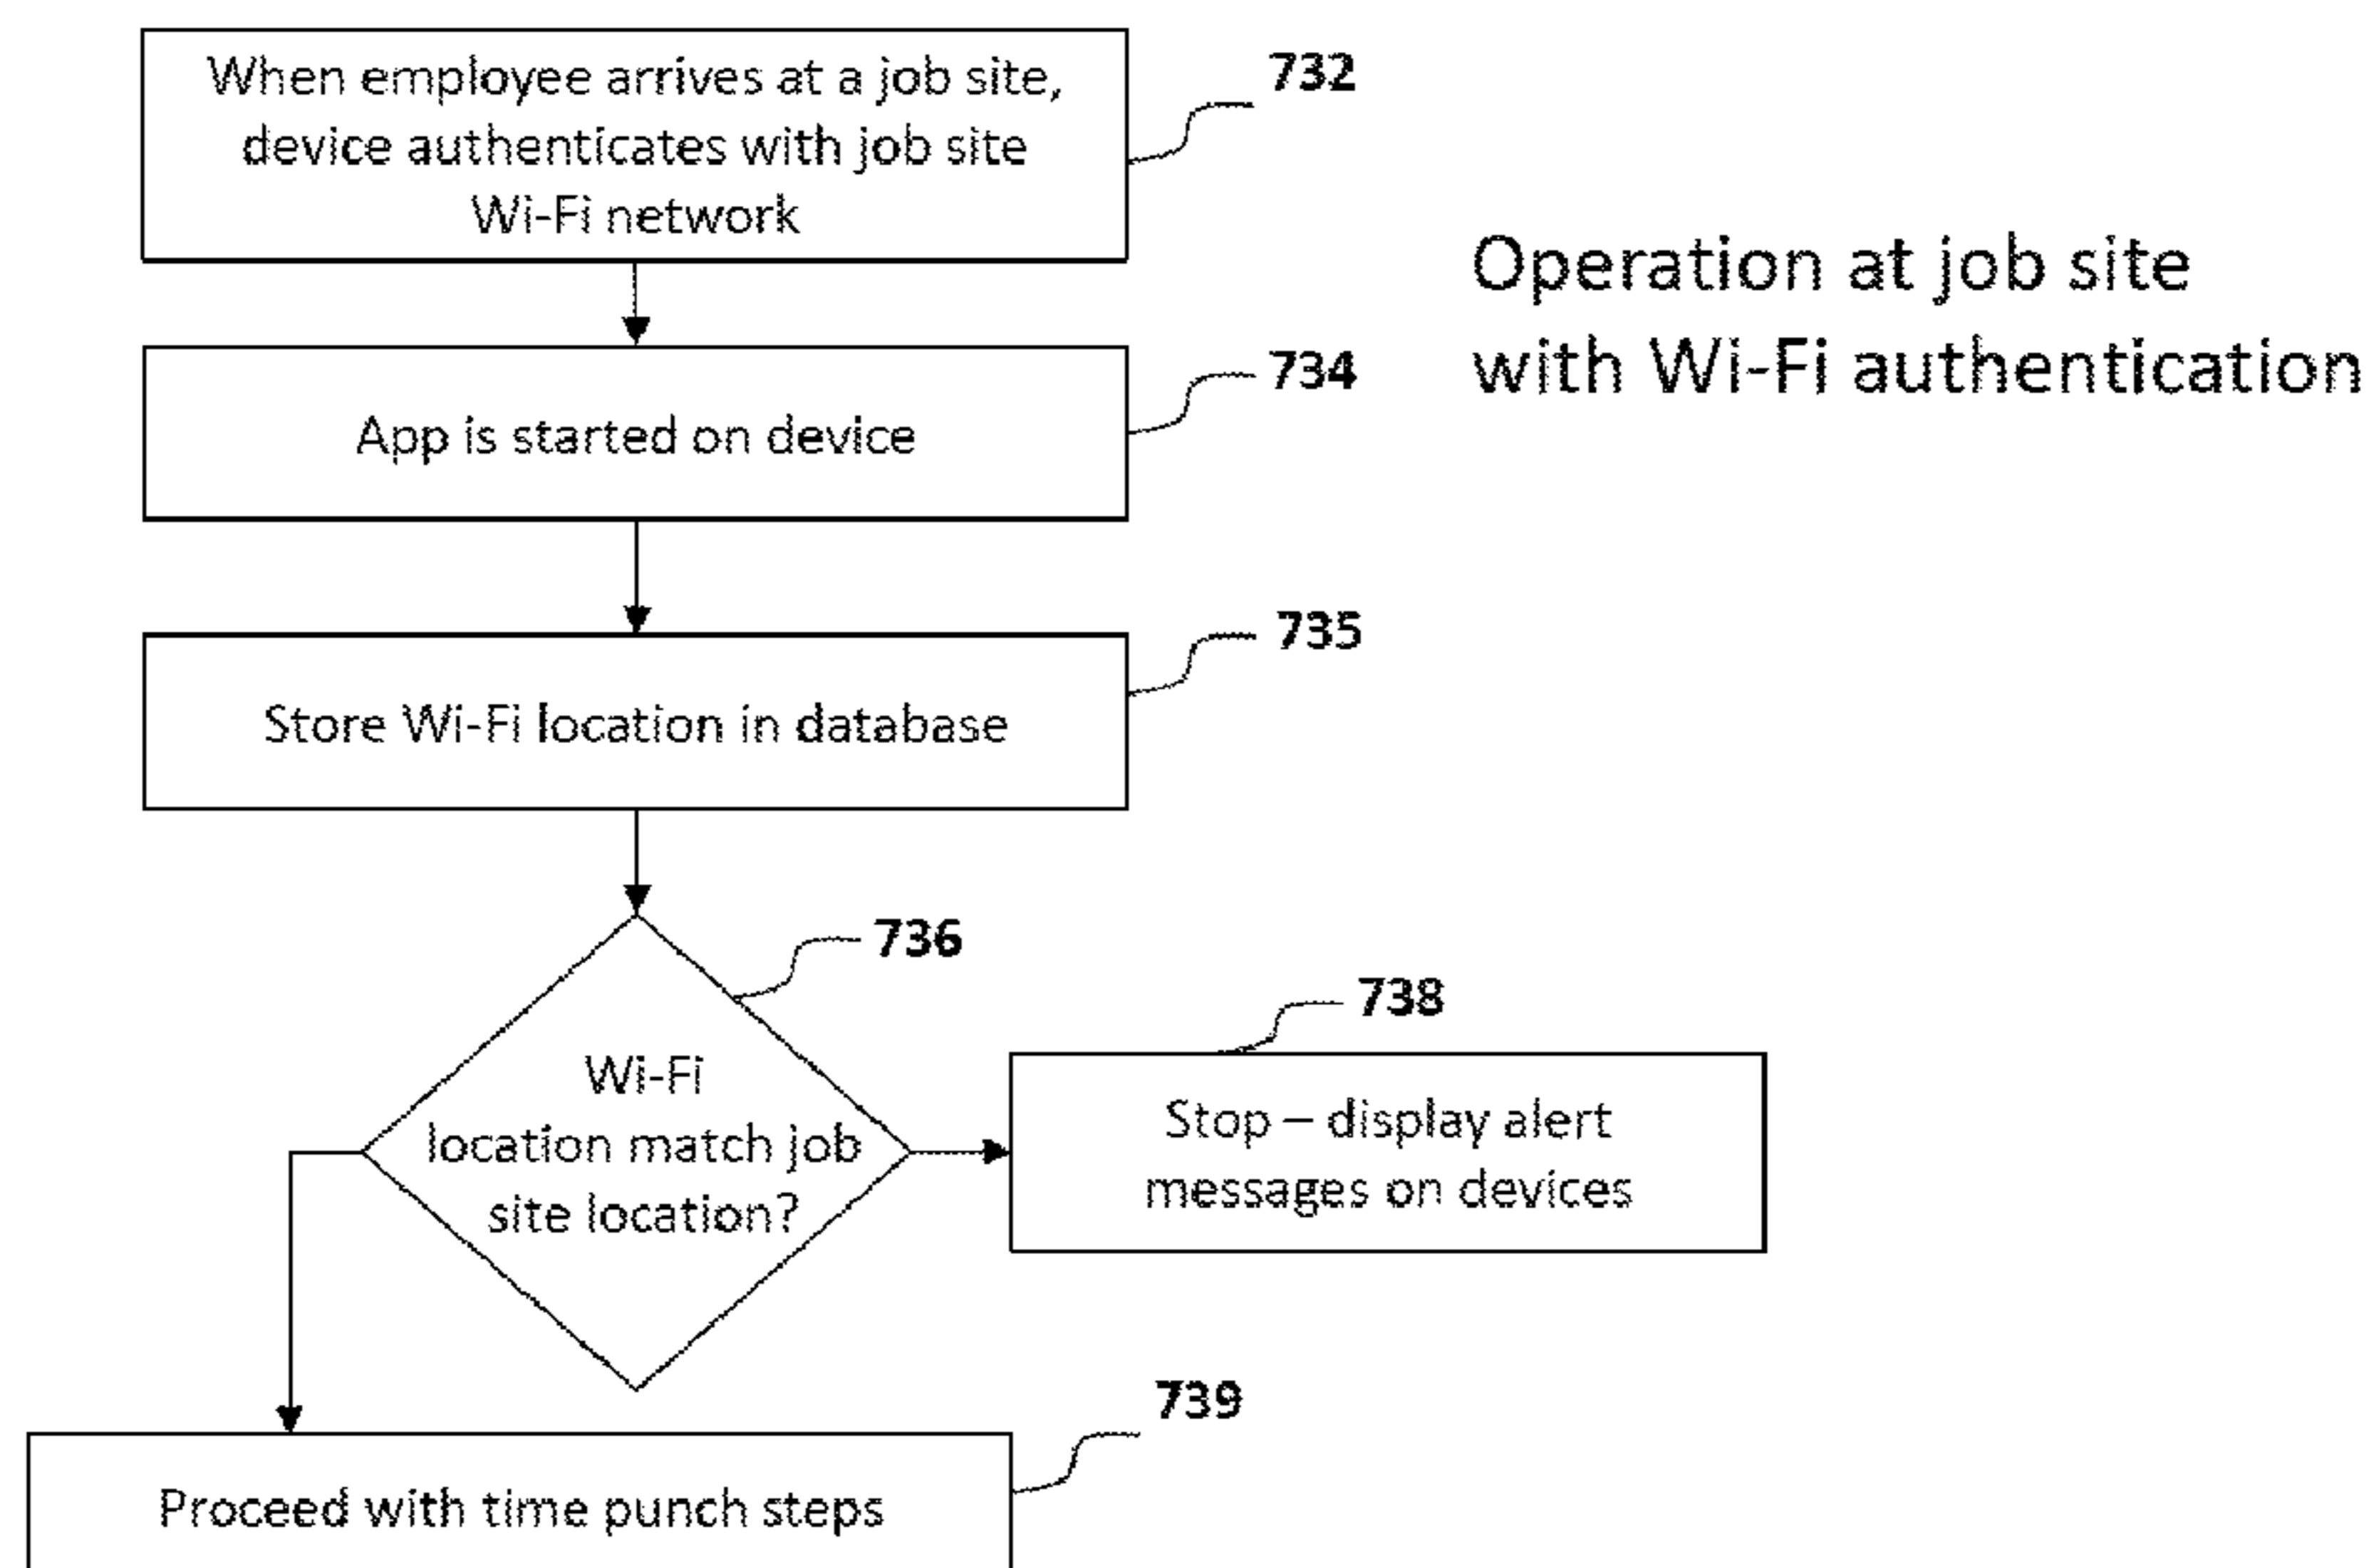 When employee arrives at a job site,
device authenticates with job site
Wi-Fi network
732
Operation at job site
with Wi-Fi authentication
App is started on device
734
Store Wi-Fi location in database
735
736
Wi-Fi
location match job
site location?
738
Stop – display alert
messages on devices
739
Proceed with time punch steps